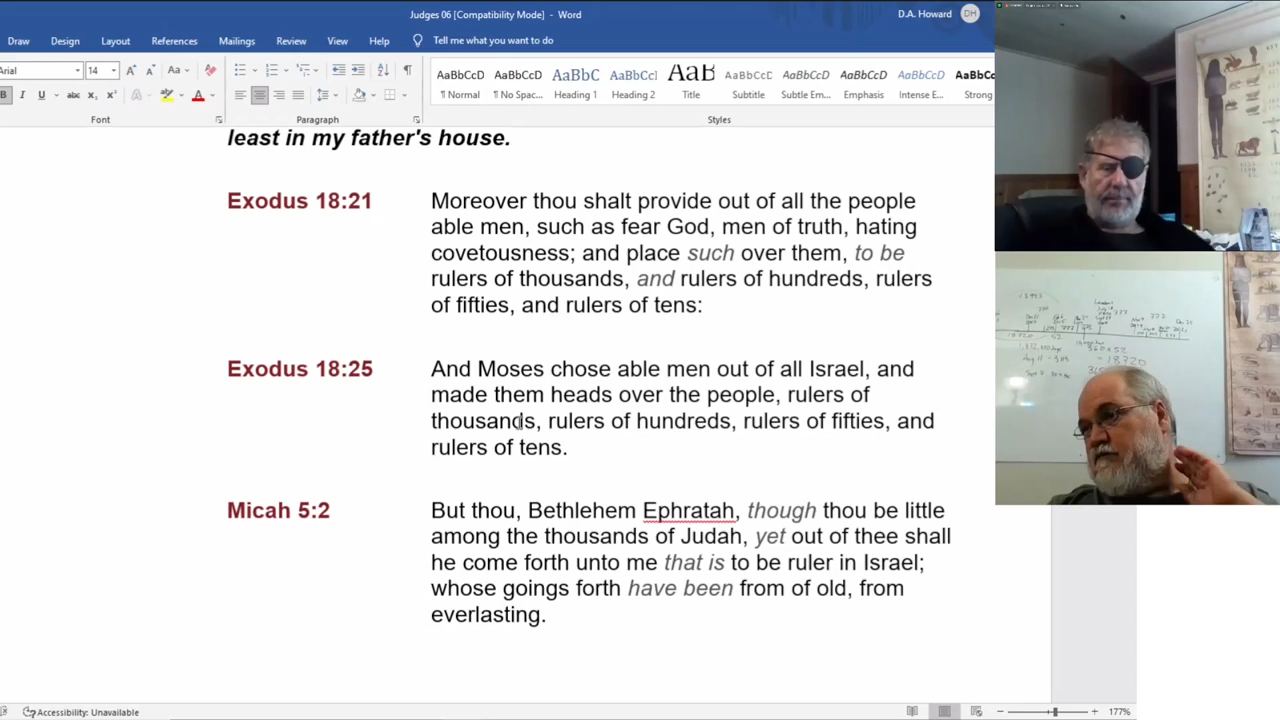 Judges 06 [Compatibility Mode] - Word
D.A. Howard DH
Draw Design Layout References Mailings Review View Help Tell me what you want to do
Arial 14 Aa
AaBbCcD AaBbCcD AaBbC AaBbCcD AaB AaBbCcD AaBbCcD AaBbCcD AaBbCcD AaBbCc
¶ Normal ¶ No Spac... Heading 1 Heading 2 Title Subtitle Subtle Em... Emphasis Intense E... Strong
Font Paragraph Styles
least in my father's house.
Exodus 18:21 Moreover thou shalt provide out of all the people
able men, such as fear God, men of truth, hating
covetousness; and place such over them, to be
rulers of thousands, and rulers of hundreds, rulers
of fifties, and rulers of tens:
Exodus 18:25 And Moses chose able men out of all Israel, and
made them heads over the people, rulers of
thousands, rulers of hundreds, rulers of fifties, and
rulers of tens.
Micah 5:2 But thou, Bethlehem Ephratah, though thou be little
among the thousands of Judah, yet out of thee shall
he come forth unto me that is to be ruler in Israel;
whose goings forth have been from of old, from
everlasting.
360 x 52
= 18720
Accessibility: Unavailable
177%